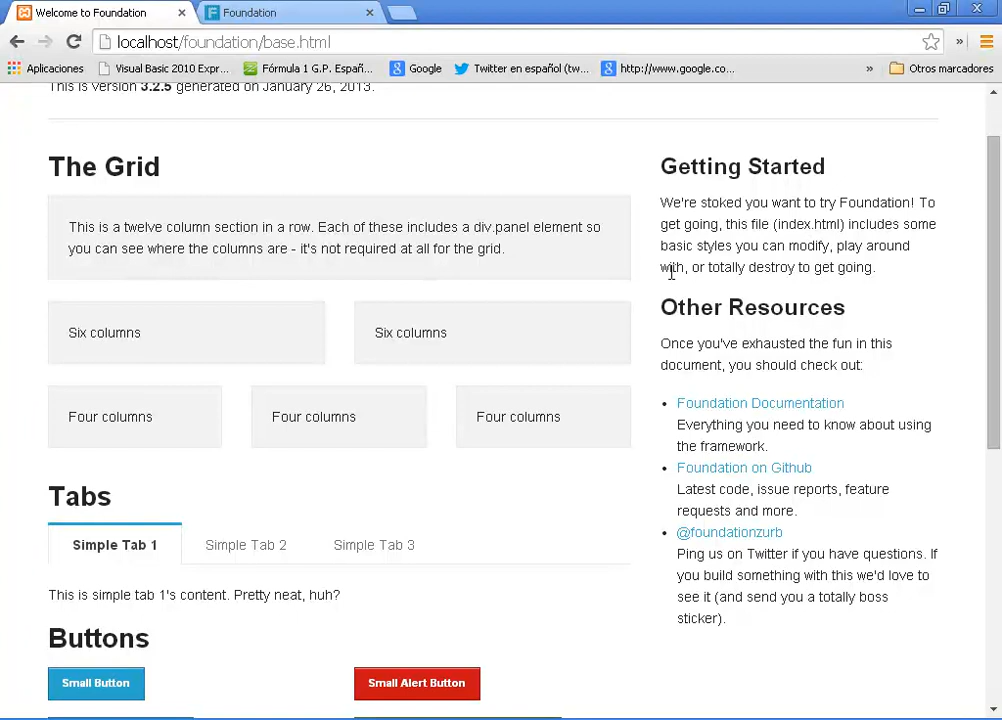 Welcome to Foundation
Foundation
localhost/foundation/base.html
Aplicaciones
Visual Basic 2010 Expr...
Fórmula 1 G.P. Españ...
Google
Twitter en español (tw...
http://www.google.co...
»
Otros marcadores
This is version 3.2.5 generated on January 26, 2013.
The Grid
This is a twelve column section in a row. Each of these includes a div.panel element so
you can see where the columns are - it's not required at all for the grid.
Six columns
Six columns
Four columns
Four columns
Four columns
Tabs
Simple Tab 1
Simple Tab 2
Simple Tab 3
This is simple tab 1's content. Pretty neat, huh?
Buttons
Small Button
Small Alert Button
Getting Started
We're stoked you want to try Foundation! To
get going, this file (index.html) includes some
basic styles you can modify, play around
with, or totally destroy to get going.
Other Resources
Once you've exhausted the fun in this
document, you should check out:
• Foundation Documentation
Everything you need to know about using
the framework.
• Foundation on Github
Latest code, issue reports, feature
requests and more.
• @foundationzurb
Ping us on Twitter if you have questions. If
you build something with this we'd love to
see it (and send you a totally boss
sticker).